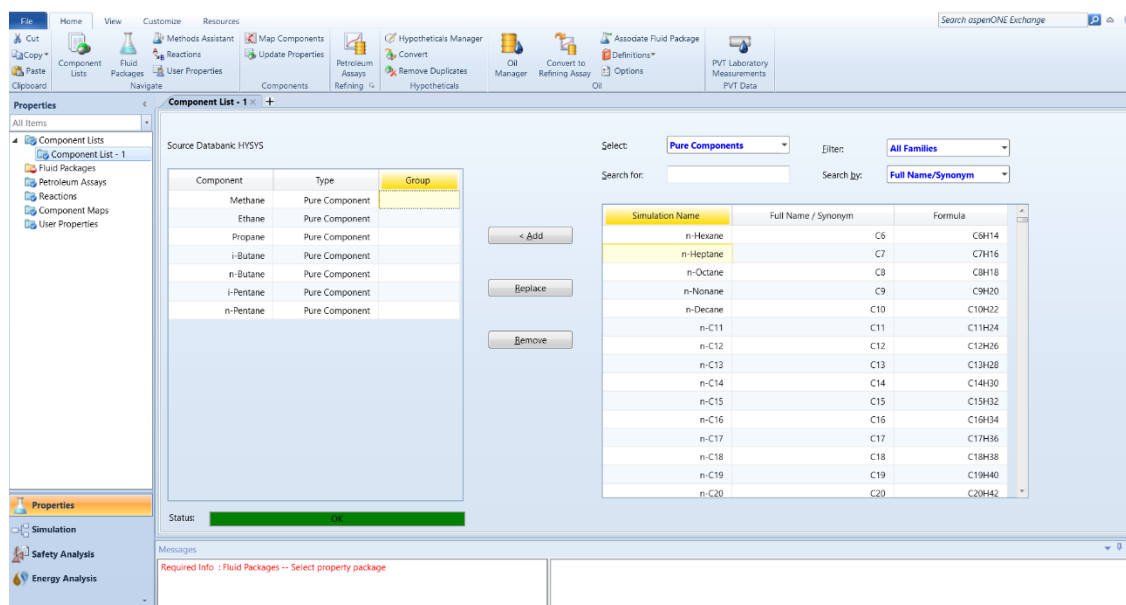 File Home View Customize Resources Search aspenONE Exchange
Cut
Copy
Paste
Clipboard
Component Lists
Fluid Packages
Methods Assistant
Reactions
User Properties
Navigate
Map Components
Update Properties
Components
Petroleum Assays
Refining
Hypotheticals Manager
Convert
Remove Duplicates
Hypotheticals
Oil Manager
Convert to Refining Assay
Associate Fluid Package
Definitions
Options
Oil
PVT Laboratory Measurements
PVT Data
Properties
All Items
Component Lists
Component List - 1
Fluid Packages
Petroleum Assays
Reactions
Component Maps
User Properties
Properties
Simulation
Safety Analysis
Energy Analysis
Component List - 1 × +
Source Databank: HYSYS
Component Type Group
Methane Pure Component
Ethane Pure Component
Propane Pure Component
i-Butane Pure Component
n-Butane Pure Component
i-Pentane Pure Component
n-Pentane Pure Component
Status: OK
< Add
Replace
Remove
Select: Pure Components Filter: All Families
Search for: Search by: Full Name/Synonym
Simulation Name Full Name / Synonym Formula
n-Hexane C6 C6H14
n-Heptane C7 C7H16
n-Octane C8 C8H18
n-Nonane C9 C9H20
n-Decane C10 C10H22
n-C11 C11 C11H24
n-C12 C12 C12H26
n-C13 C13 C13H28
n-C14 C14 C14H30
n-C15 C15 C15H32
n-C16 C16 C16H34
n-C17 C17 C17H36
n-C18 C18 C18H38
n-C19 C19 C19H40
n-C20 C20 C20H42
Messages
Required Info : Fluid Packages -- Select property package